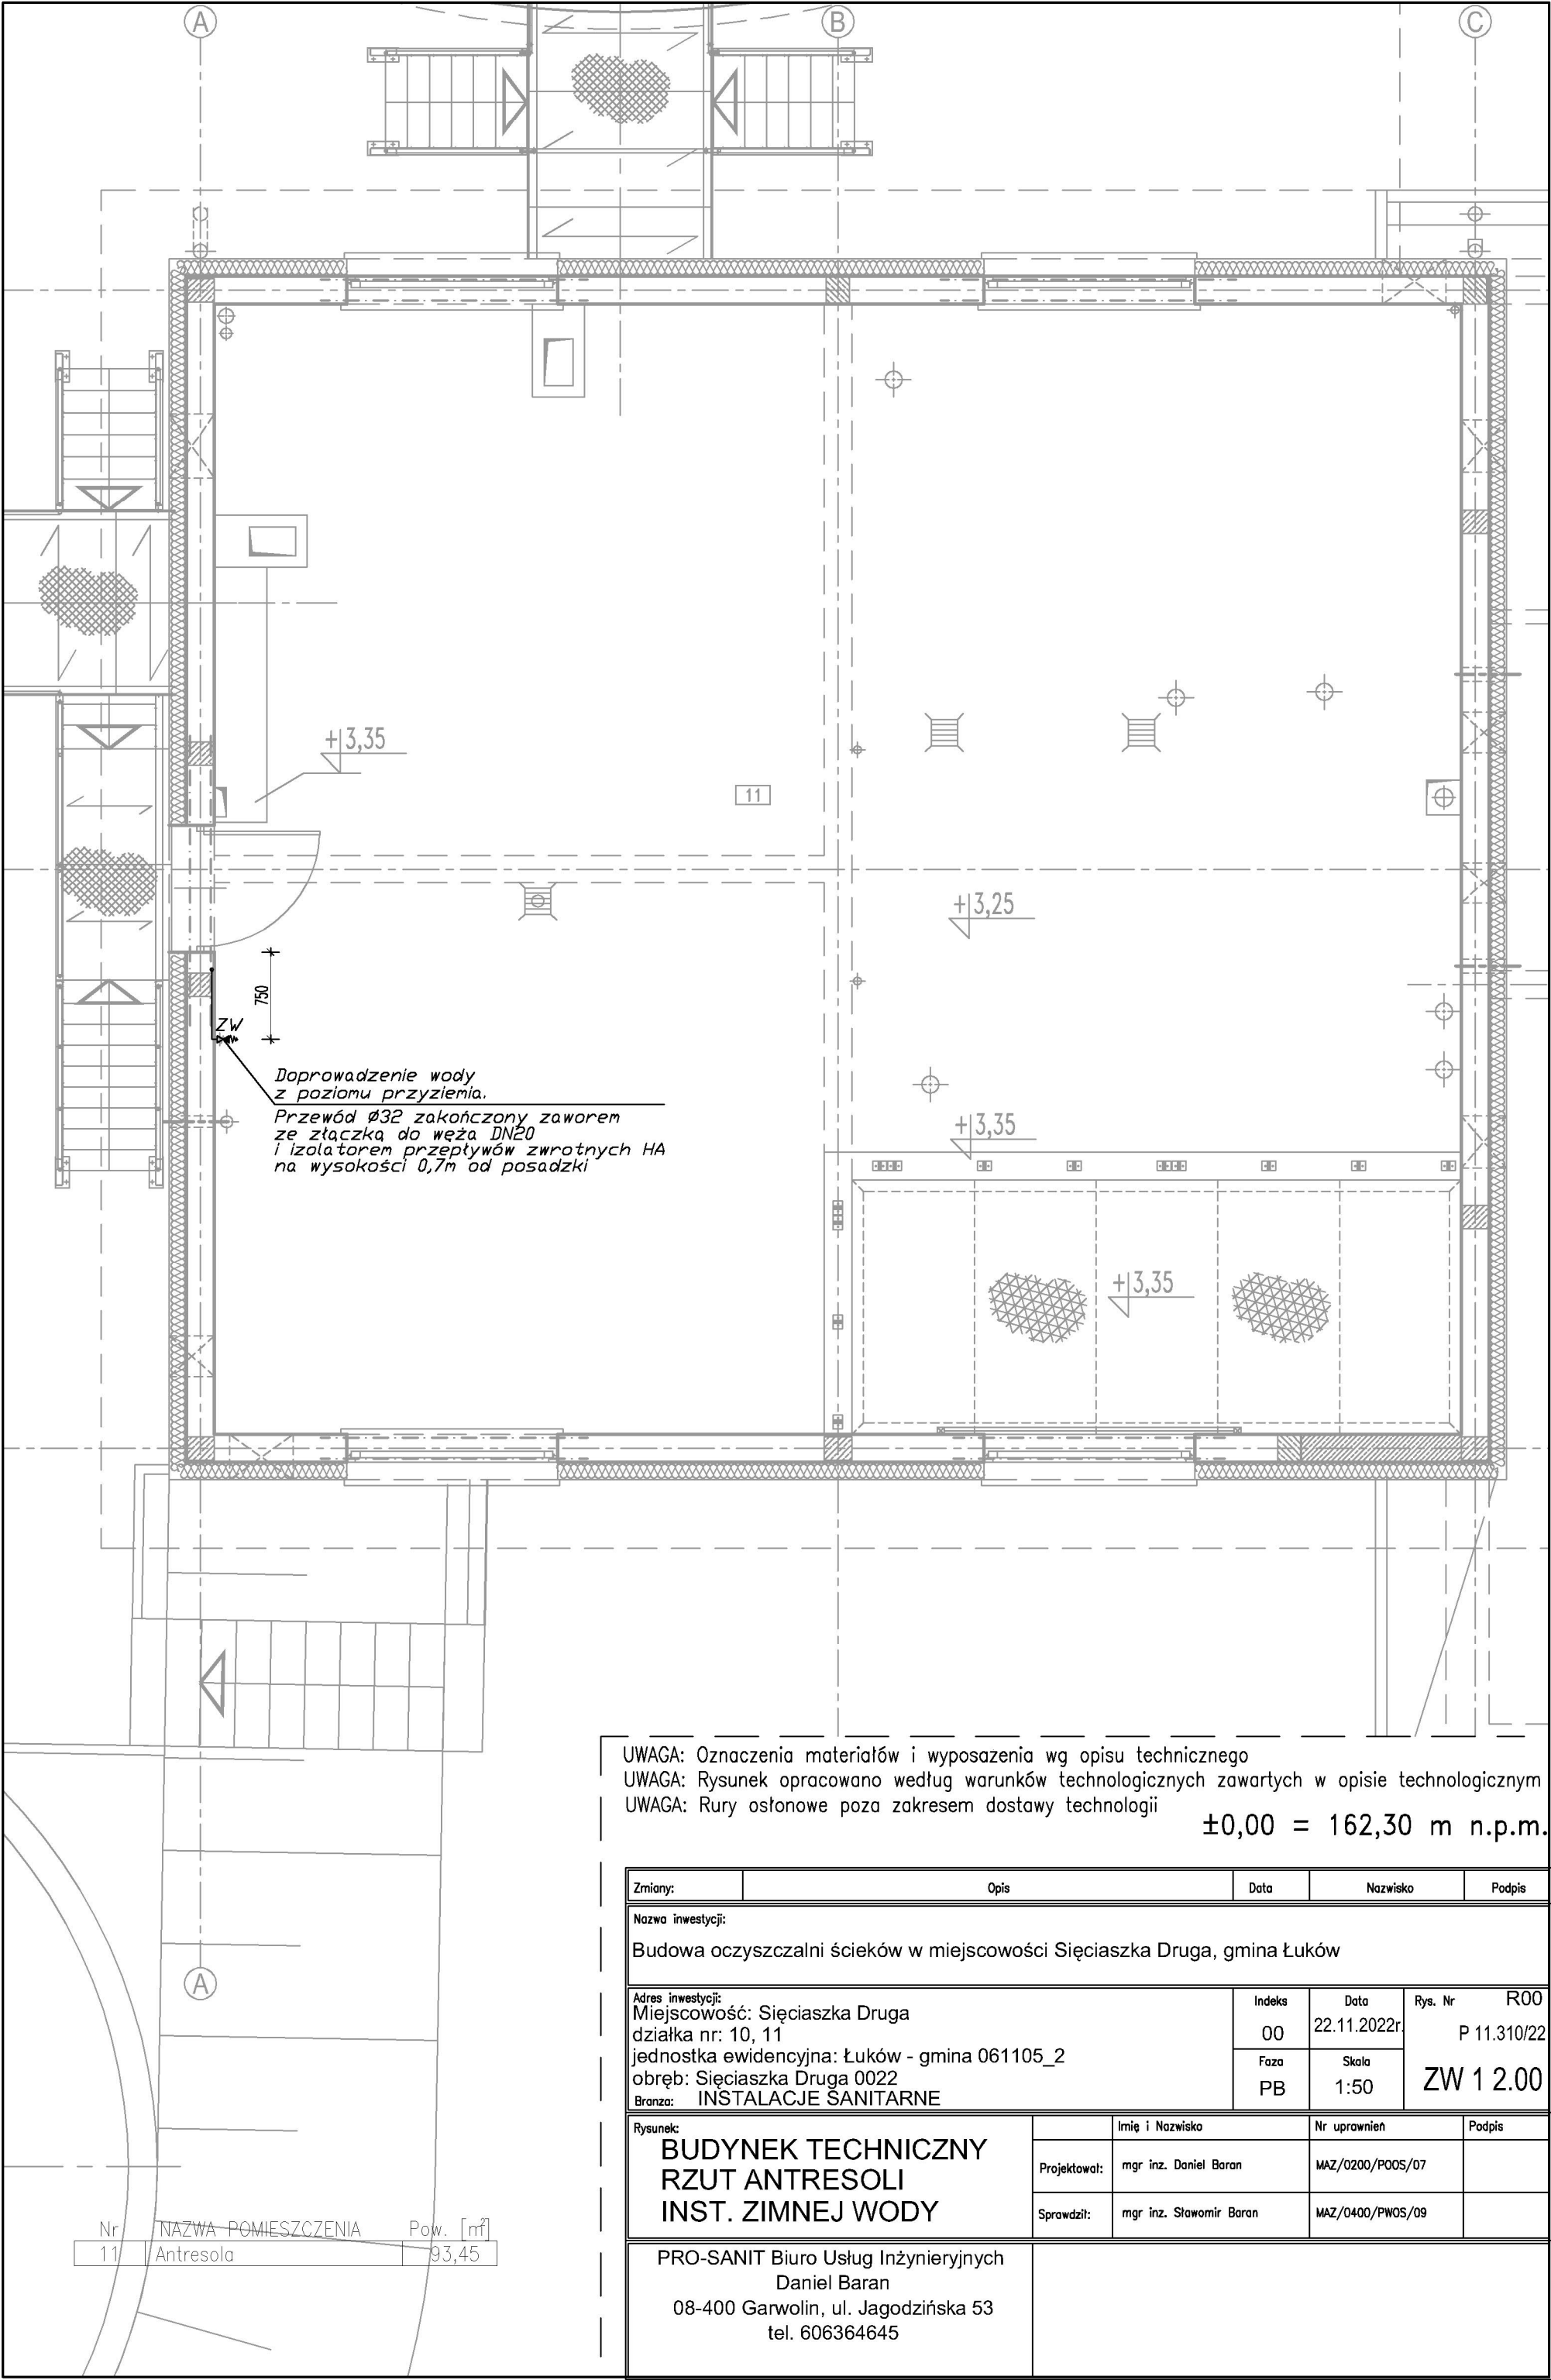 A
B
C
+3,35
11
+3,25
750
ZW
Doprowadzenie wody
z poziomu przyziemia.
Przewód Ø32 zakończony zaworem
ze złączką do węża DN20
i izolatorem przepływów zwrotnych HA
na wysokości 0,7m od posadzki
+3,35
+3,35
UWAGA: Oznaczenia materiałów i wyposażenia wg opisu technicznego
UWAGA: Rysunek opracowano według warunków technologicznych zawartych w opisie technologicznym
UWAGA: Rury osłonowe poza zakresem dostawy technologii
±0,00 = 162,30 m n.p.m.
Zmiany: Opis Data Nazwisko Podpis
Nazwa inwestycji:
Budowa oczyszczalni ścieków w miejscowości Sięciaszka Druga, gmina Łuków
A
Adres inwestycji:
Miejscowość: Sięciaszka Druga
działka nr: 10, 11
jednostka ewidencyjna: Łuków - gmina 061105_2
obręb: Sięciaszka Druga 0022
Branża: INSTALACJE SANITARNE
Indeks Data Rys. Nr R00
00 22.11.2022r. P 11.310/22
Faza Skala
PB 1:50 ZW 1 2.00
Rysunek:
BUDYNEK TECHNICZNY
RZUT ANTRESOLI
INST. ZIMNEJ WODY
Imię i Nazwisko Nr uprawnień Podpis
Projektował: mgr inz. Daniel Baran MAZ/0200/POOS/07
Sprawdził: mgr inz. Sławomir Baran MAZ/0400/PWOS/09
Nr NAZWA POMIESZCZENIA Pow. [m²]
11 Antresola 93,45
PRO-SANIT Biuro Usług Inżynieryjnych
Daniel Baran
08-400 Garwolin, ul. Jagodzińska 53
tel. 606364645